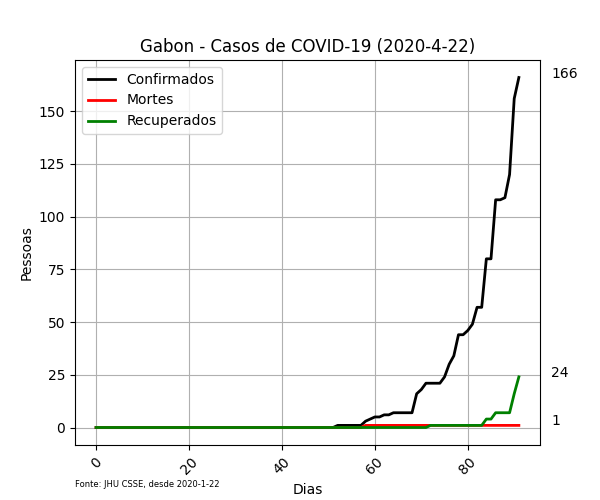 Gabon - Casos de COVID-19 (2020-4-22)
Confirmados
Mortes
Recuperados
166
24
1
150
125
100
75
50
25
0
Pessoas
0
20
40
60
80
Dias
Fonte: JHU CSSE, desde 2020-1-22